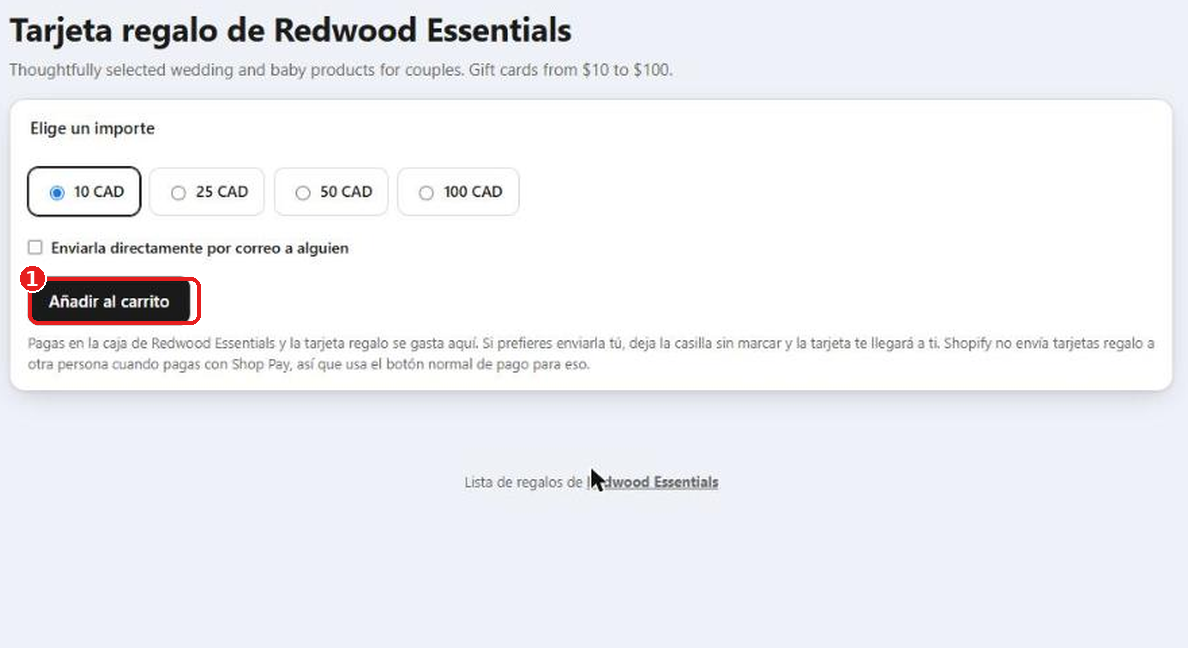 Tarjeta regalo de Redwood Essentials
Thoughtfully selected wedding and baby products for couples. Gift cards from $10 to $100.
Elige un importe
10 CAD
25 CAD
50 CAD
100 CAD
Enviarla directamente por correo a alguien
1
Añadir al carrito
Pagas en la caja de Redwood Essentials y la tarjeta regalo se gasta aquí. Si prefieres enviarla tú, deja la casilla sin marcar y la tarjeta te llegará a ti. Shopify no envía tarjetas regalo a
otra persona cuando pagas con Shop Pay, así que usa el botón normal de pago para eso.
Lista de regalos de Redwood Essentials